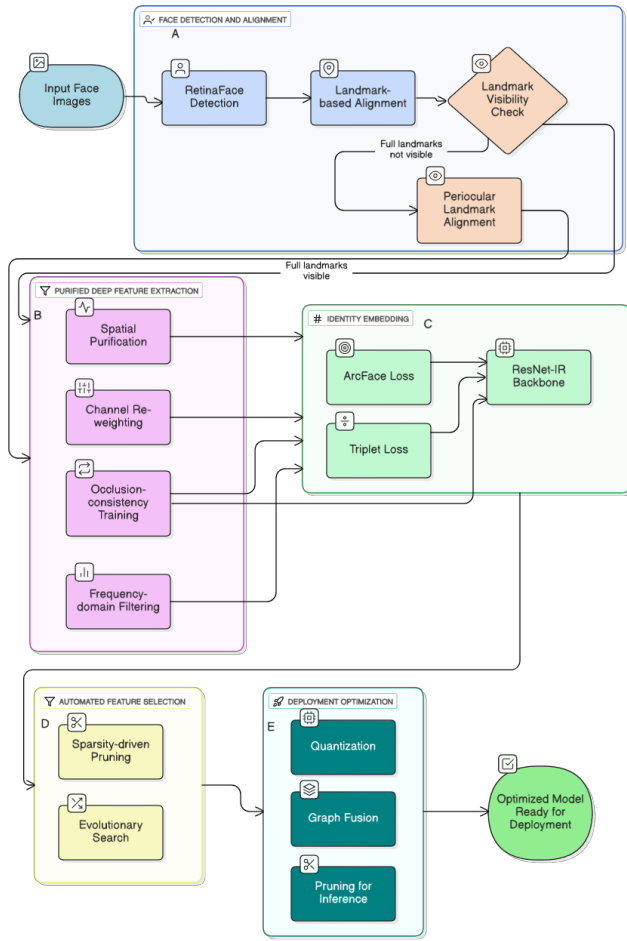 FACE DETECTION AND ALIGNMENT
A
Input Face
Images
RetinaFace
Detection
Landmark-
based Alignment
Landmark
Visibility
Check
Full landmarks
not visible
Periocular
Landmark
Alignment
Full landmarks
visible
PURIFIED DEEP FEATURE EXTRACTION
B
Spatial
Purification
Channel Re-
weighting
Occlusion-
consistency
Training
Frequency-
domain Filtering
# IDENTITY EMBEDDING
C
ArcFace Loss
ResNet-IR
Backbone
Triplet Loss
AUTOMATED FEATURE SELECTION
D
Sparsity-driven
Pruning
Evolutionary
Search
DEPLOYMENT OPTIMIZATION
E
Quantization
Graph Fusion
Pruning for
Inference
Optimized Model
Ready for
Deployment